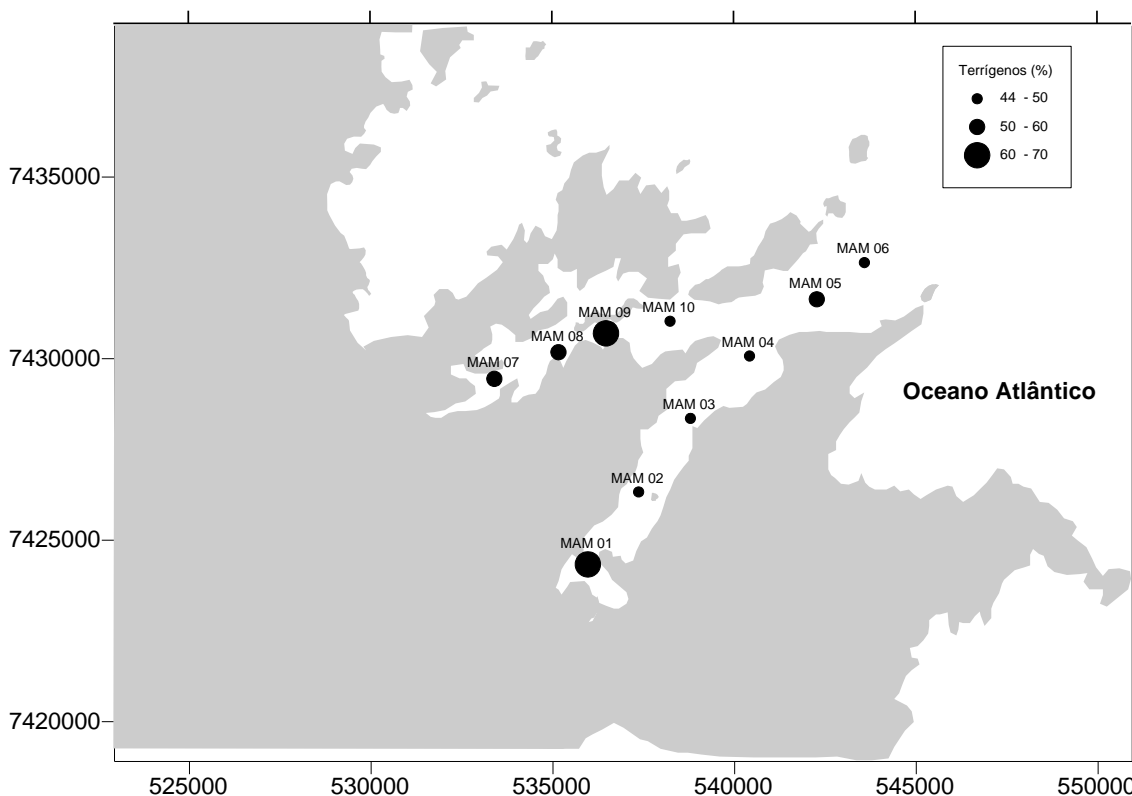 Terrígenos (%)
44 - 50
50 - 60
60 - 70
7435000
MAM 06
MAM 05
MAM 09
MAM 10
MAM 08
7430000
MAM 04
MAM 07
Oceano Atlântico
MAM 03
MAM 02
7425000
MAM 01
7420000
525000 530000 535000 540000 545000 550000